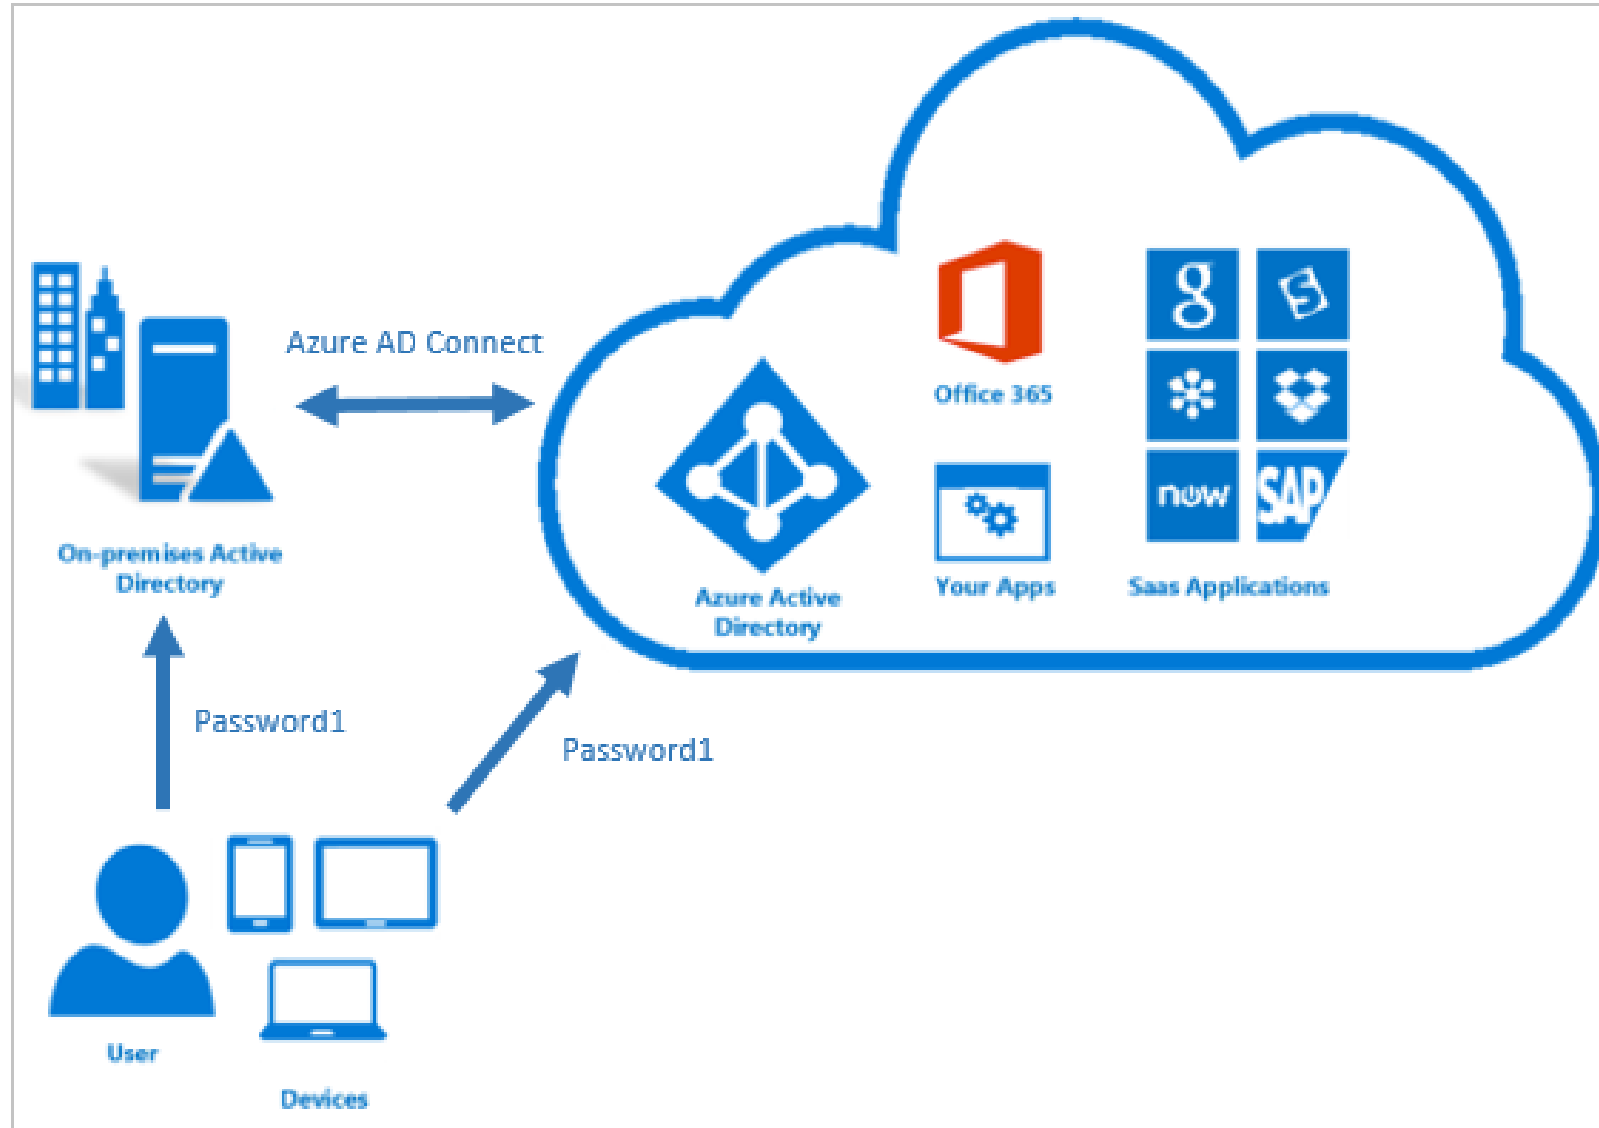 Azure AD Connect
On-premises Active
Directory
Office 365
Azure Active
Directory
Your Apps
g
S
now
SAP
Saas Applications
Password1
Password1
User
Devices